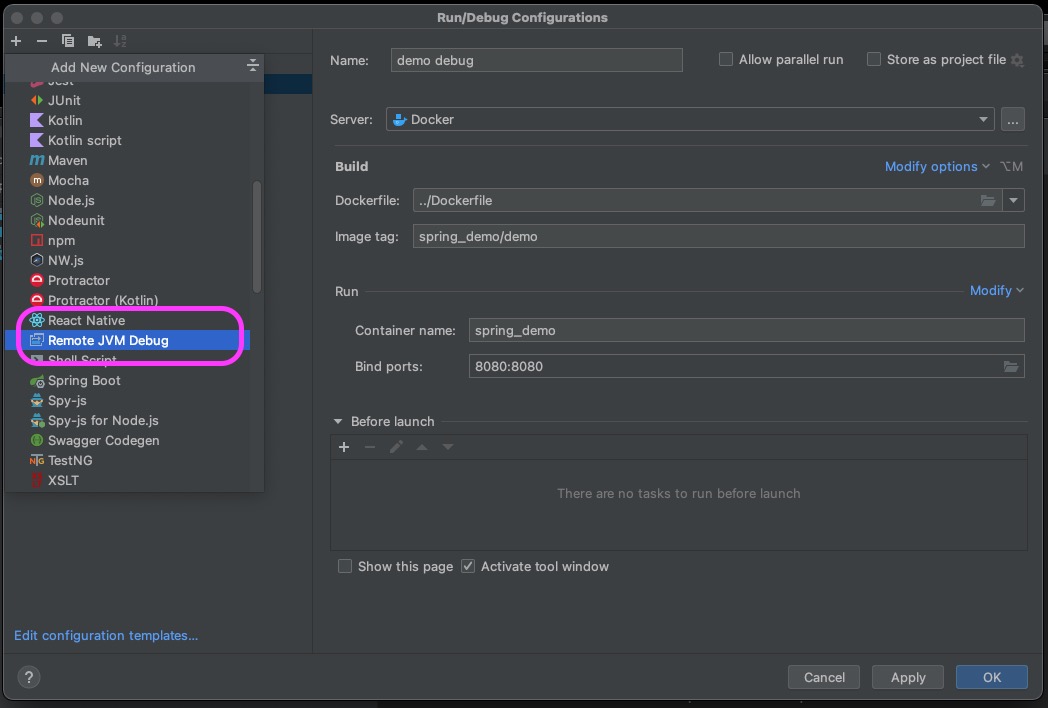 Run/Debug Configurations
Add New Configuration
Jest
JUnit
Kotlin
Kotlin script
Maven
Mocha
Node.js
Nodeunit
npm
NW.js
Protractor
Protractor (Kotlin)
React Native
Remote JVM Debug
Shell Script
Spring Boot
Spy-js
Spy-js for Node.js
Swagger Codegen
TestNG
XSLT
Edit configuration templates...
Name: demo debug
Allow parallel run
Store as project file
Server: Docker ...
Build
Modify options ⌥M
Dockerfile: ../Dockerfile
Image tag: spring_demo/demo
Run
Modify
Container name: spring_demo
Bind ports: 8080:8080
Before launch
There are no tasks to run before launch
Show this page
Activate tool window
? Cancel Apply OK